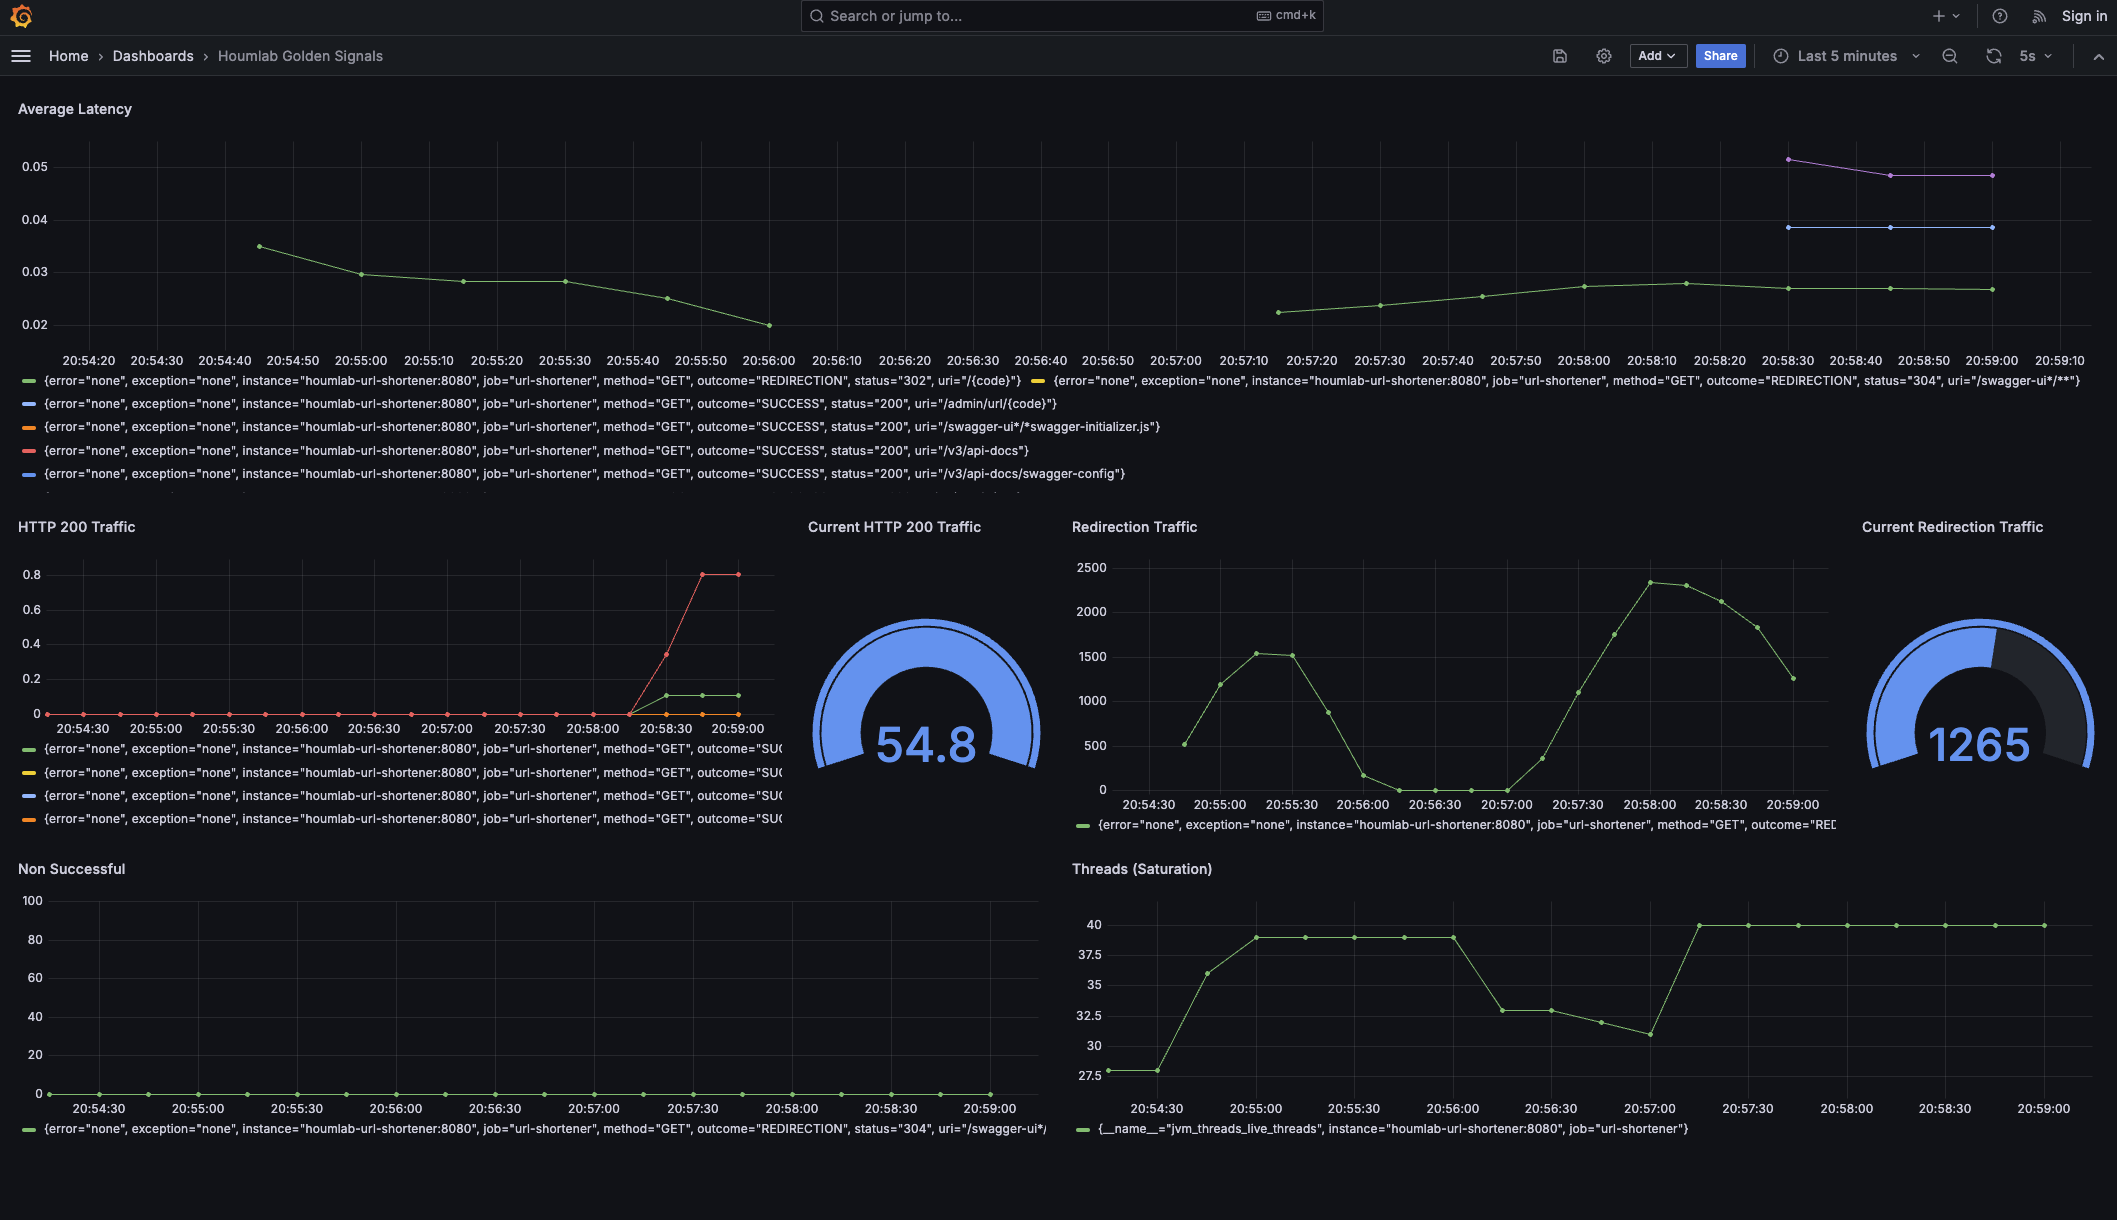 Search or jump to...
cmd+k
Sign in
Home › Dashboards › Houmlab Golden Signals
Add
Share
Last 5 minutes
5s
Average Latency
0.05
0.04
0.03
0.02
20:54:20 20:54:30 20:54:40 20:54:50 20:55:00 20:55:10 20:55:20 20:55:30 20:55:40 20:55:50 20:56:00 20:56:10 20:56:20 20:56:30 20:56:40 20:56:50 20:57:00 20:57:10 20:57:20 20:57:30 20:57:40 20:57:50 20:58:00 20:58:10 20:58:20 20:58:30 20:58:40 20:58:50 20:59:00 20:59:10
{error="none", exception="none", instance="houmlab-url-shortener:8080", job="url-shortener", method="GET", outcome="REDIRECTION", status="302", uri="/{code}"} {error="none", exception="none", instance="houmlab-url-shortener:8080", job="url-shortener", method="GET", outcome="REDIRECTION", status="304", uri="/swagger-ui*/**"}
{error="none", exception="none", instance="houmlab-url-shortener:8080", job="url-shortener", method="GET", outcome="SUCCESS", status="200", uri="/admin/url/{code}"}
{error="none", exception="none", instance="houmlab-url-shortener:8080", job="url-shortener", method="GET", outcome="SUCCESS", status="200", uri="/swagger-ui*/*swagger-initializer.js"}
{error="none", exception="none", instance="houmlab-url-shortener:8080", job="url-shortener", method="GET", outcome="SUCCESS", status="200", uri="/v3/api-docs"}
{error="none", exception="none", instance="houmlab-url-shortener:8080", job="url-shortener", method="GET", outcome="SUCCESS", status="200", uri="/v3/api-docs/swagger-config"}
HTTP 200 Traffic
0.8
0.6
0.4
0.2
0
20:54:30 20:55:00 20:55:30 20:56:00 20:56:30 20:57:00 20:57:30 20:58:00 20:58:30 20:59:00
{error="none", exception="none", instance="houmlab-url-shortener:8080", job="url-shortener", method="GET", outcome="SUC
{error="none", exception="none", instance="houmlab-url-shortener:8080", job="url-shortener", method="GET", outcome="SUC
{error="none", exception="none", instance="houmlab-url-shortener:8080", job="url-shortener", method="GET", outcome="SUC
{error="none", exception="none", instance="houmlab-url-shortener:8080", job="url-shortener", method="GET", outcome="SUC
Current HTTP 200 Traffic
54.8
Redirection Traffic
2500
2000
1500
1000
500
0
20:54:30 20:55:00 20:55:30 20:56:00 20:56:30 20:57:00 20:57:30 20:58:00 20:58:30 20:59:00
{error="none", exception="none", instance="houmlab-url-shortener:8080", job="url-shortener", method="GET", outcome="RED
Current Redirection Traffic
1265
Non Successful
100
80
60
40
20
0
20:54:30 20:55:00 20:55:30 20:56:00 20:56:30 20:57:00 20:57:30 20:58:00 20:58:30 20:59:00
{error="none", exception="none", instance="houmlab-url-shortener:8080", job="url-shortener", method="GET", outcome="REDIRECTION", status="304", uri="/swagger-ui*/
Threads (Saturation)
40
37.5
35
32.5
30
27.5
20:54:30 20:55:00 20:55:30 20:56:00 20:56:30 20:57:00 20:57:30 20:58:00 20:58:30 20:59:00
{__name__="jvm_threads_live_threads", instance="houmlab-url-shortener:8080", job="url-shortener"}